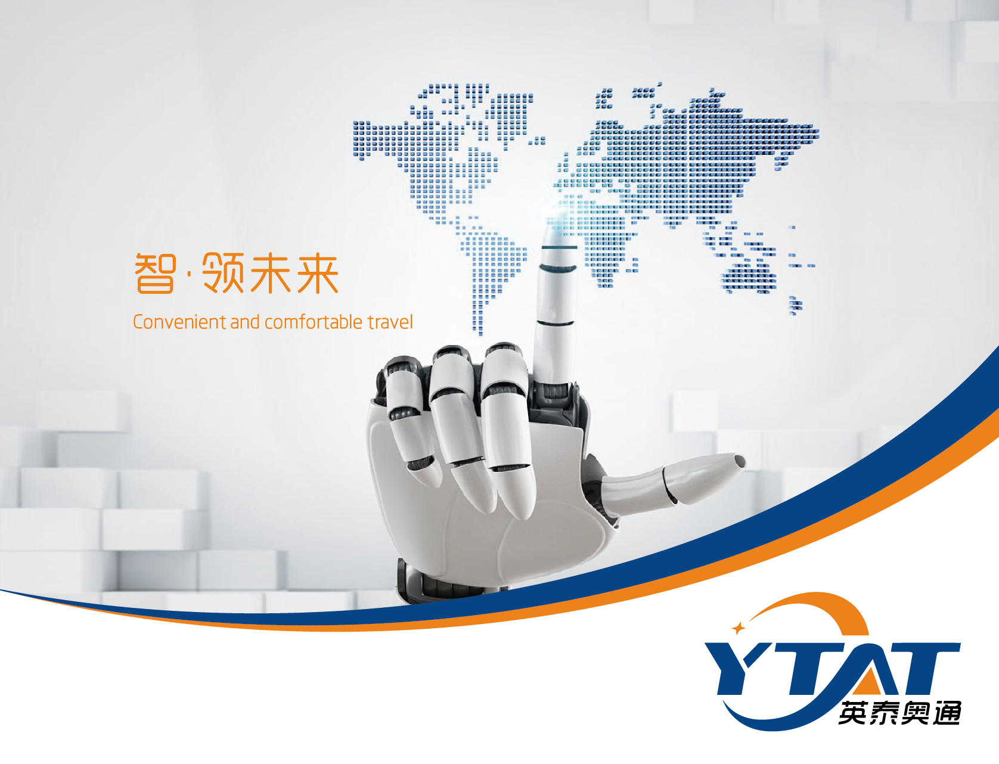 智·领未来
Convenient and comfortable travel
YTAT
英泰奥通